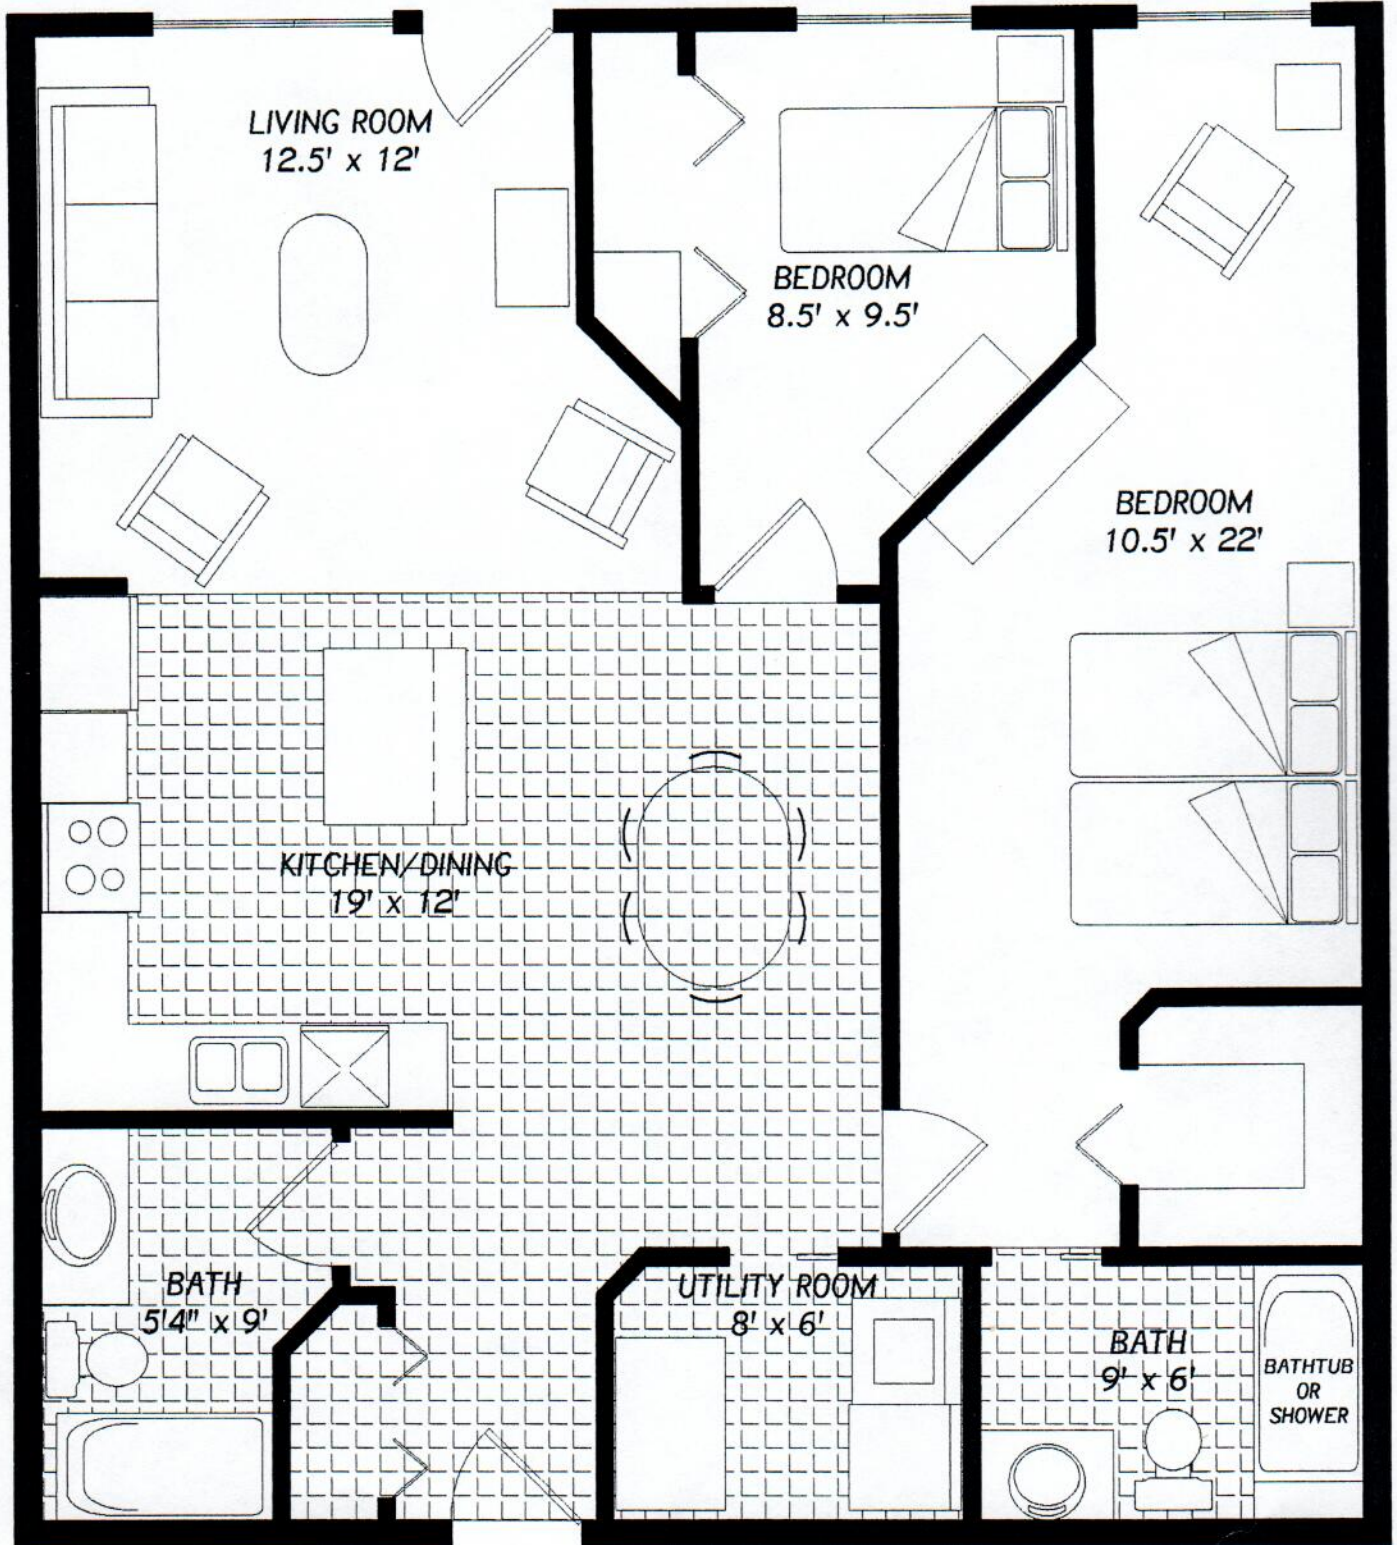 LIVING ROOM
12.5' x 12'
BEDROOM
8.5' x 9.5'
BEDROOM
10.5' x 22'
KITCHEN/DINING
19' x 12'
BATH
5'4" x 9'
UTILITY ROOM
8' x 6'
BATH
9' x 6'
BATHTUB
OR
SHOWER